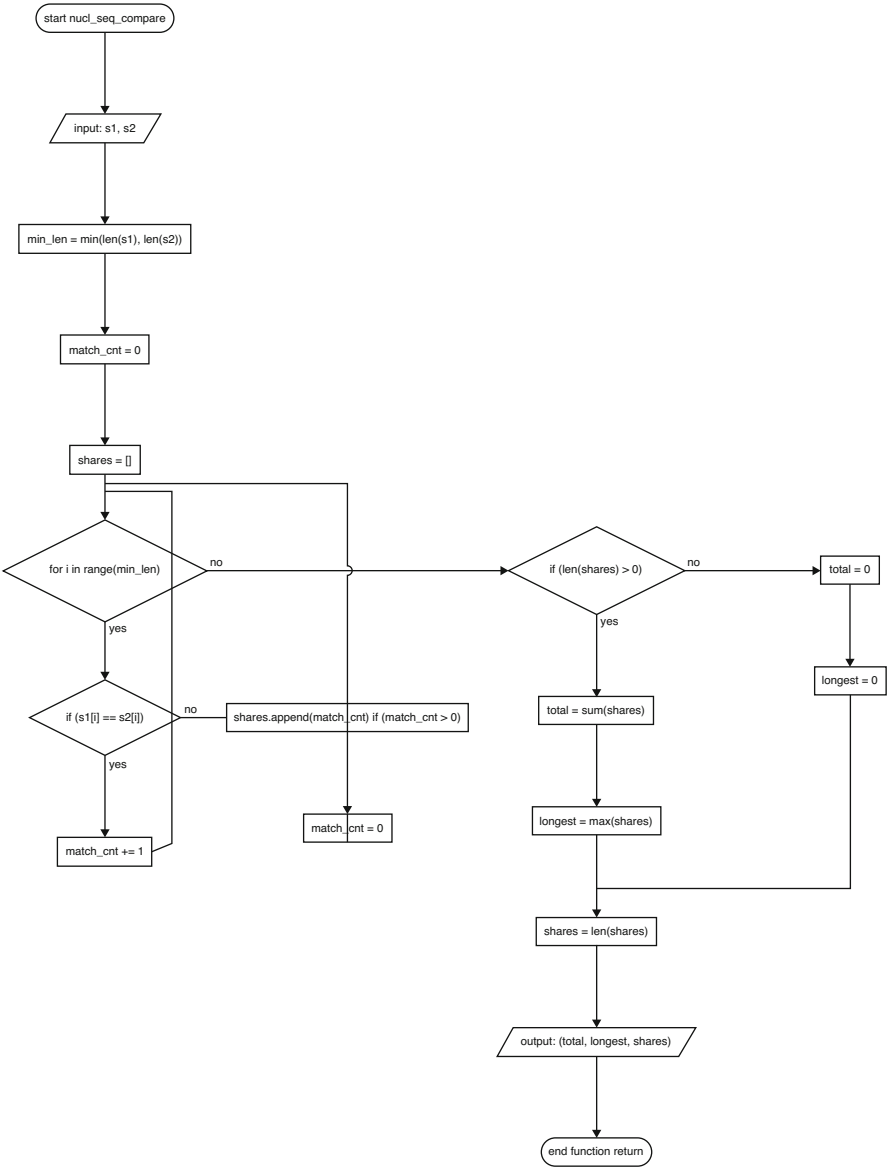 start nucl_seq_compare
input: s1, s2
min_len = min(len(s1), len(s2))
match_cnt = 0
shares = []
for i in range(min_len)
no
yes
if (s1[i] == s2[i])
no
shares.append(match_cnt) if (match_cnt > 0)
yes
match_cnt += 1
match_cnt = 0
if (len(shares) > 0)
no
total = 0
yes
longest = 0
total = sum(shares)
longest = max(shares)
shares = len(shares)
output: (total, longest, shares)
end function return